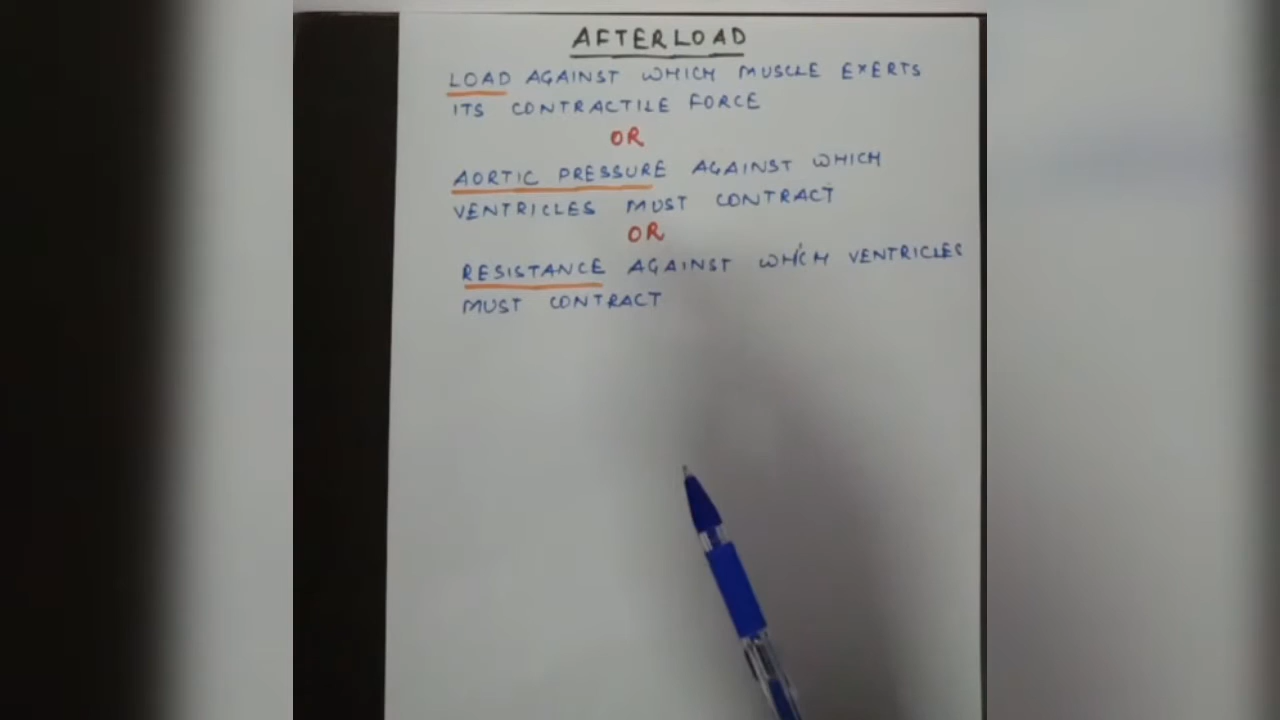 AFTERLOAD
LOAD AGAINST WHICH MUSCLE EXERTS
ITS CONTRACTILE FORCE
OR
AORTIC PRESSURE AGAINST WHICH
VENTRICLES MUST CONTRACT
OR
RESISTANCE AGAINST WHICH VENTRICLES
MUST CONTRACT